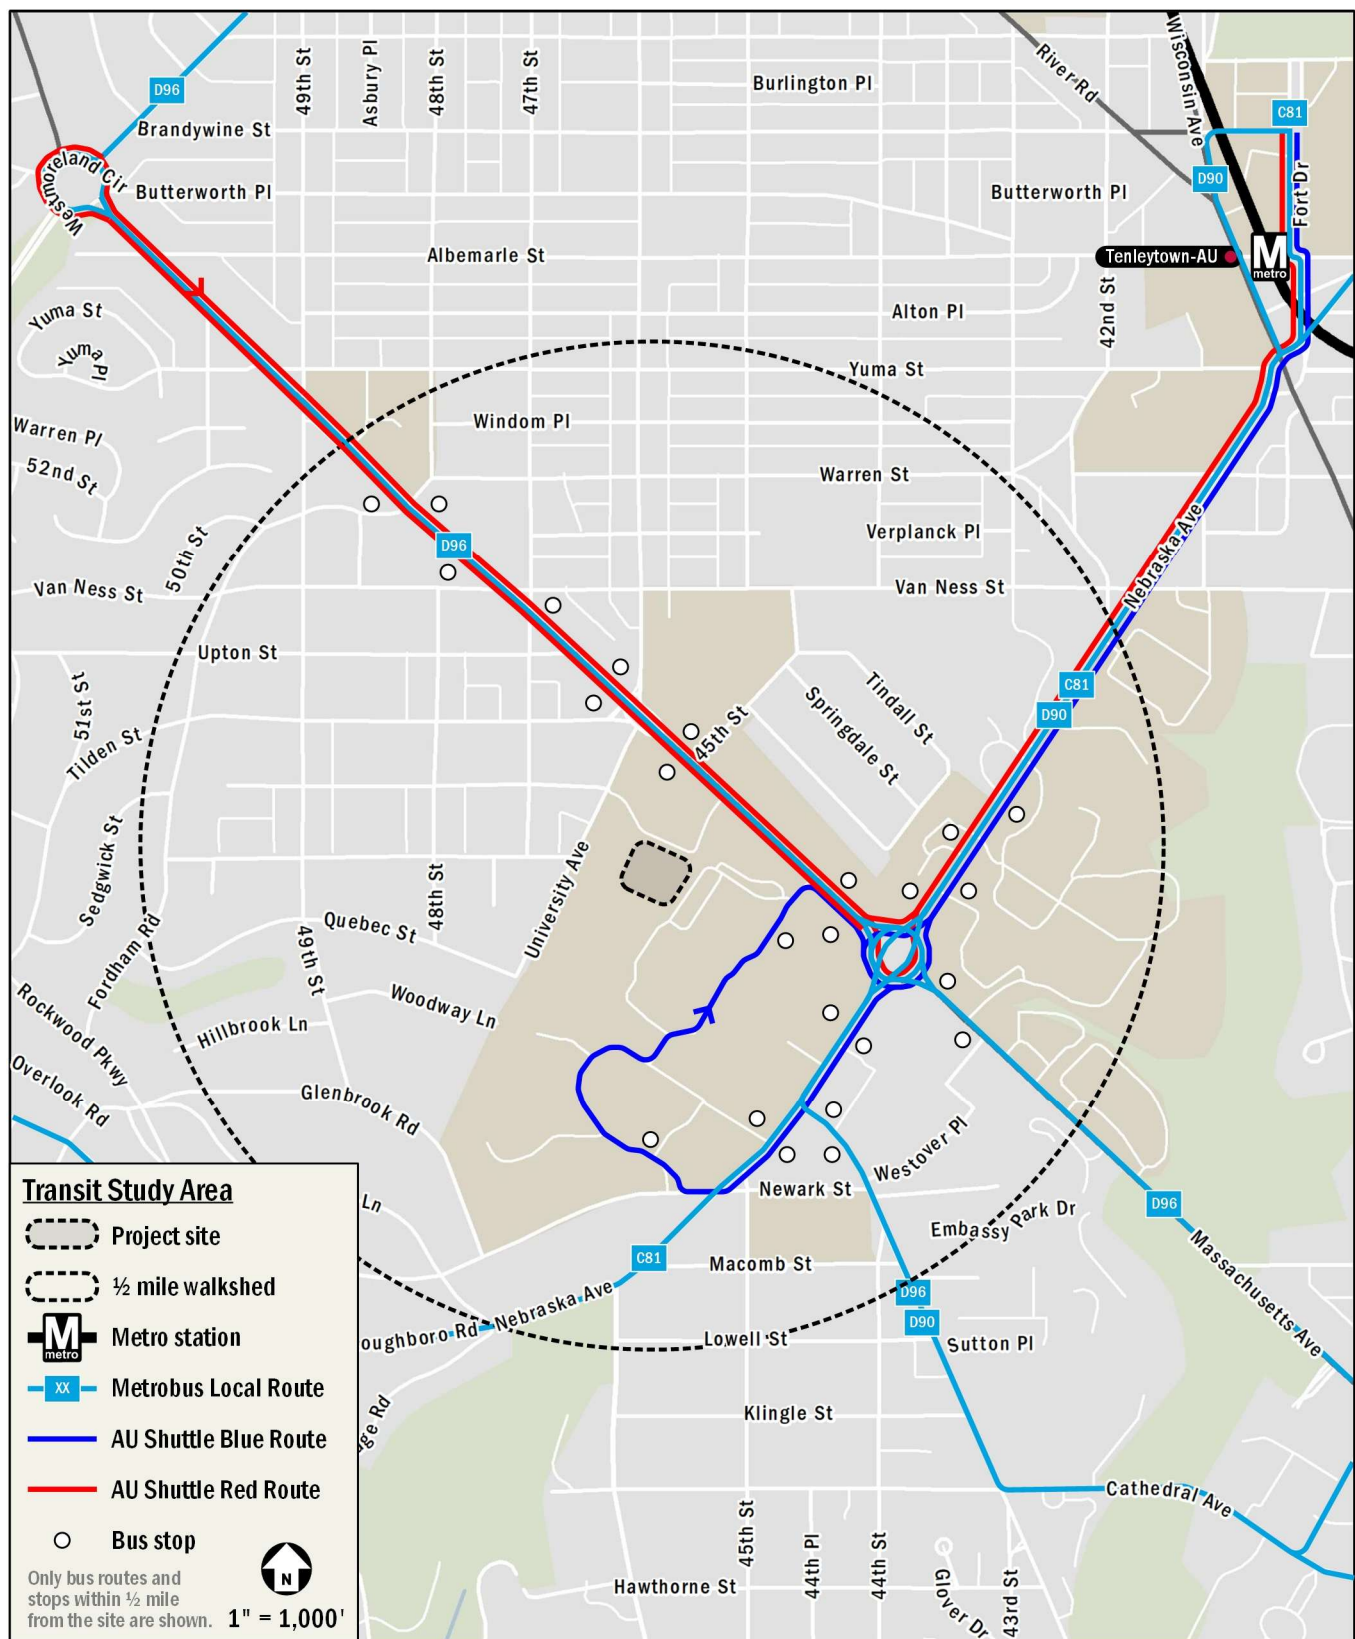 49th St
Asbury Pl
48th St
47th St
Burlington Pl
River Rd
Wisconsin Ave
D96
C81
Brandywine St
Westmoreland Cir
Butterworth Pl
Butterworth Pl
D90
Fort Dr
Albemarle St
Tenleytown-AU
M
metro
Yuma St
Alton Pl
42nd St
Yuma Pl
Yuma St
Warren Pl
Windom Pl
52nd St
Warren St
Verplanck Pl
D96
50th St
Nebraska Ave
Van Ness St
Van Ness St
Upton St
51st St
Tindall St
C81
Springdale St
D90
45th St
Tilden St
Sedgwick St
University Ave
48th St
Quebec St
49th St
Fordham Rd
Woodway Ln
Rockwood Pkwy
Hillbrook Ln
Overlook Rd
Glenbrook Rd
Westover Pl
Newark St
Ln
D96
Embassy Park Dr
C81
Macomb St
Massachusetts Ave
D96
Nebraska Ave
D90
oughboro Rd
Lowell St
Sutton Pl
Klingle St
age Rd
Cathedral Ave
45th St
44th Pl
44th St
Hawthorne St
Glover Dr
43rd St
Transit Study Area
Project site
½ mile walkshed
M
metro
Metro station
XX
Metrobus Local Route
AU Shuttle Blue Route
AU Shuttle Red Route
Bus stop
Only bus routes and
stops within ½ mile
from the site are shown.
N
1" = 1,000'